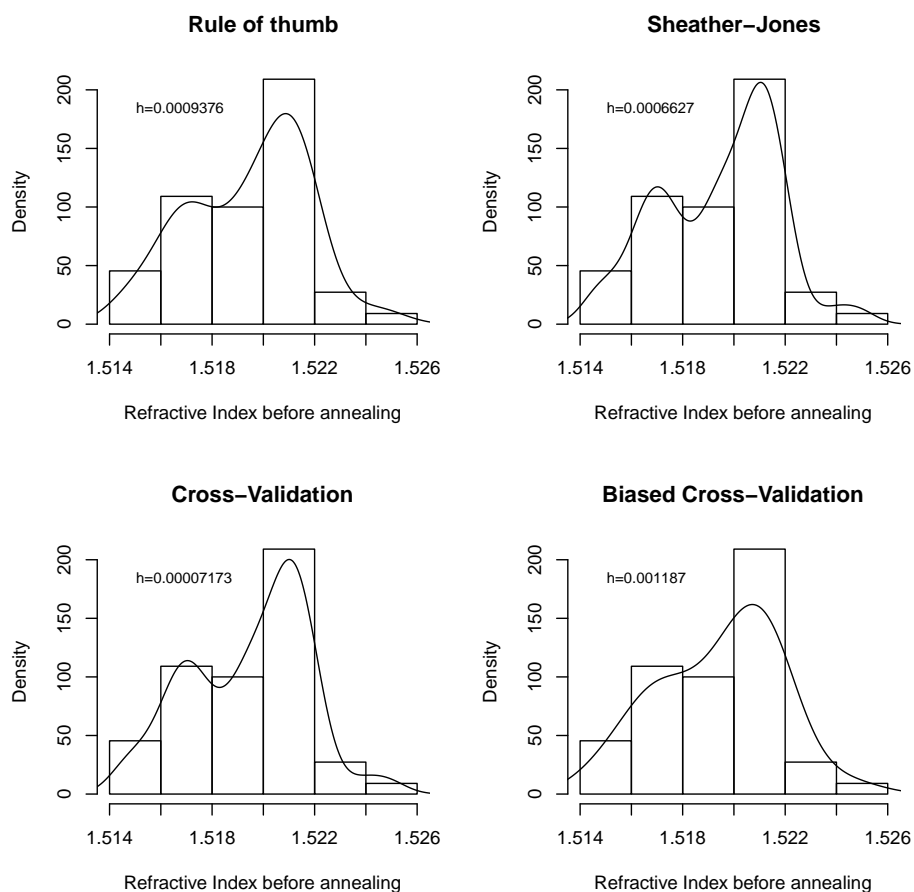 Rule of thumb
h=0.0009376
Density
0 50 100 150 200
1.514 1.518 1.522 1.526
Refractive Index before annealing
Sheather−Jones
h=0.0006627
Density
0 50 100 150 200
1.514 1.518 1.522 1.526
Refractive Index before annealing
Cross−Validation
h=0.00007173
Density
0 50 100 150 200
1.514 1.518 1.522 1.526
Refractive Index before annealing
Biased Cross−Validation
h=0.001187
Density
0 50 100 150 200
1.514 1.518 1.522 1.526
Refractive Index before annealing